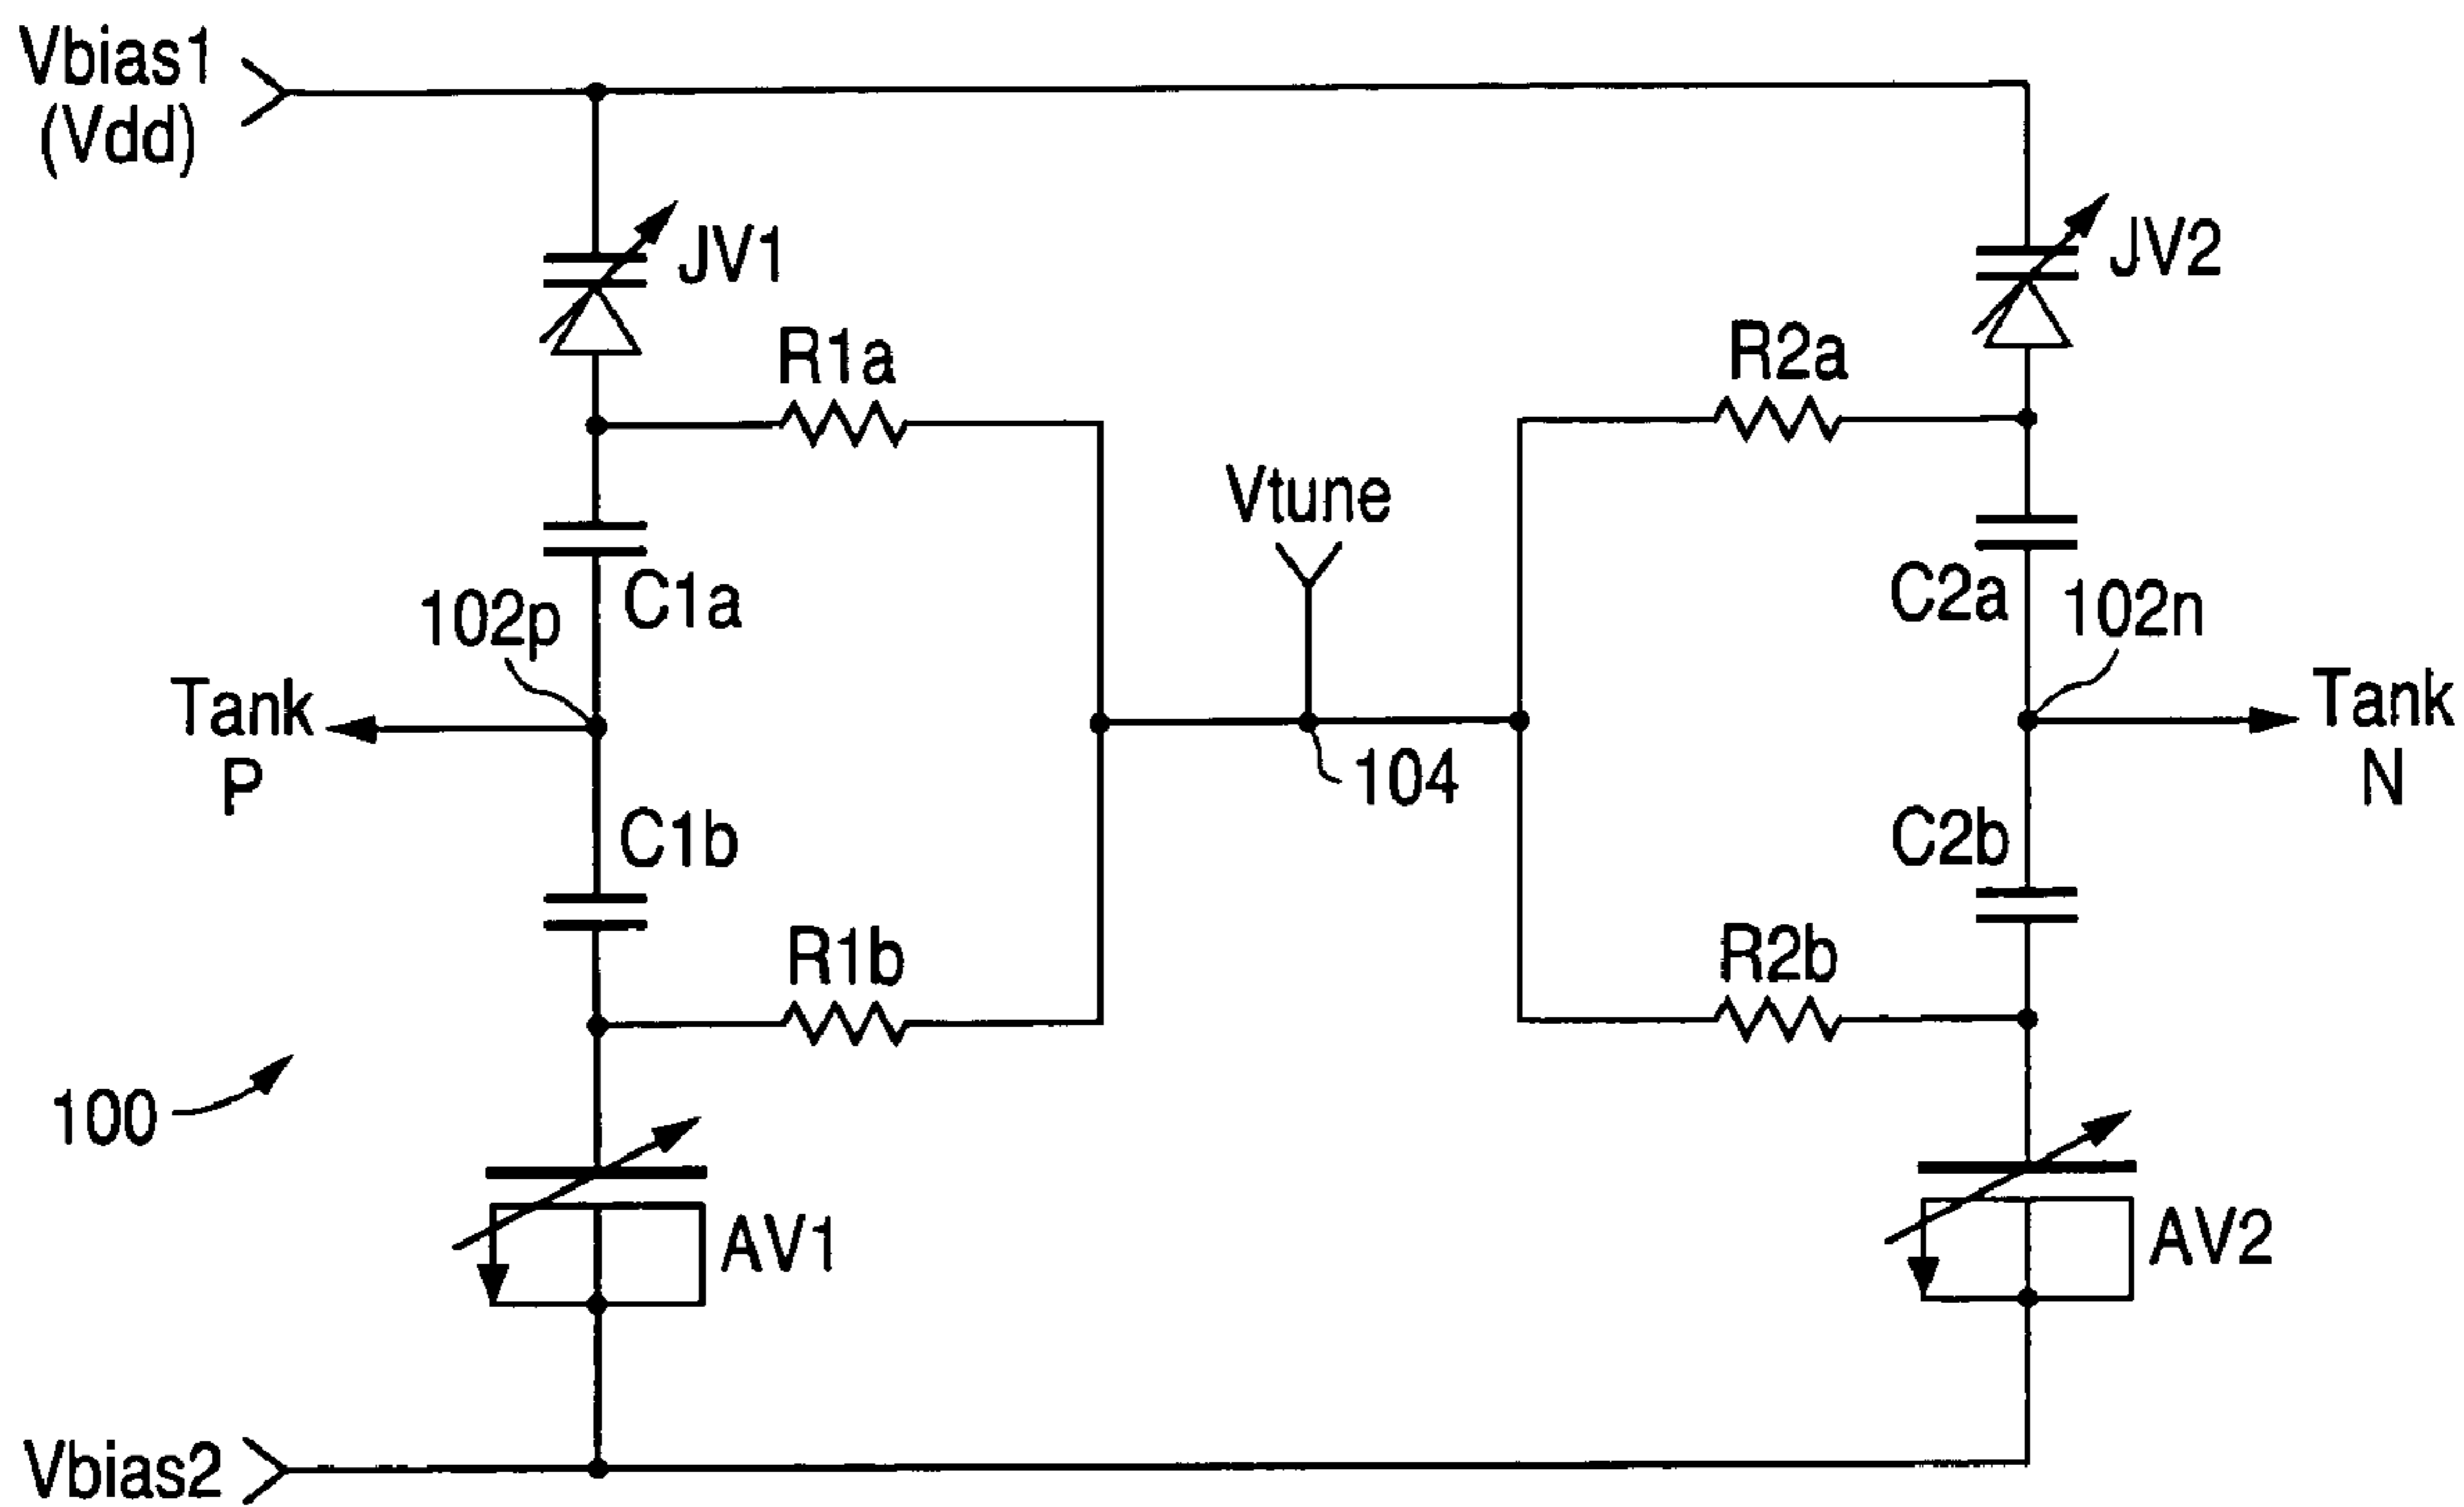 Vbias1
(Vdd)
JV1
JV2
R1a
R2a
Vtune
C1a
C2a
102p
102n
Tank
P
Tank
N
104
C1b
C2b
R1b
R2b
100
AV1
AV2
Vbias2